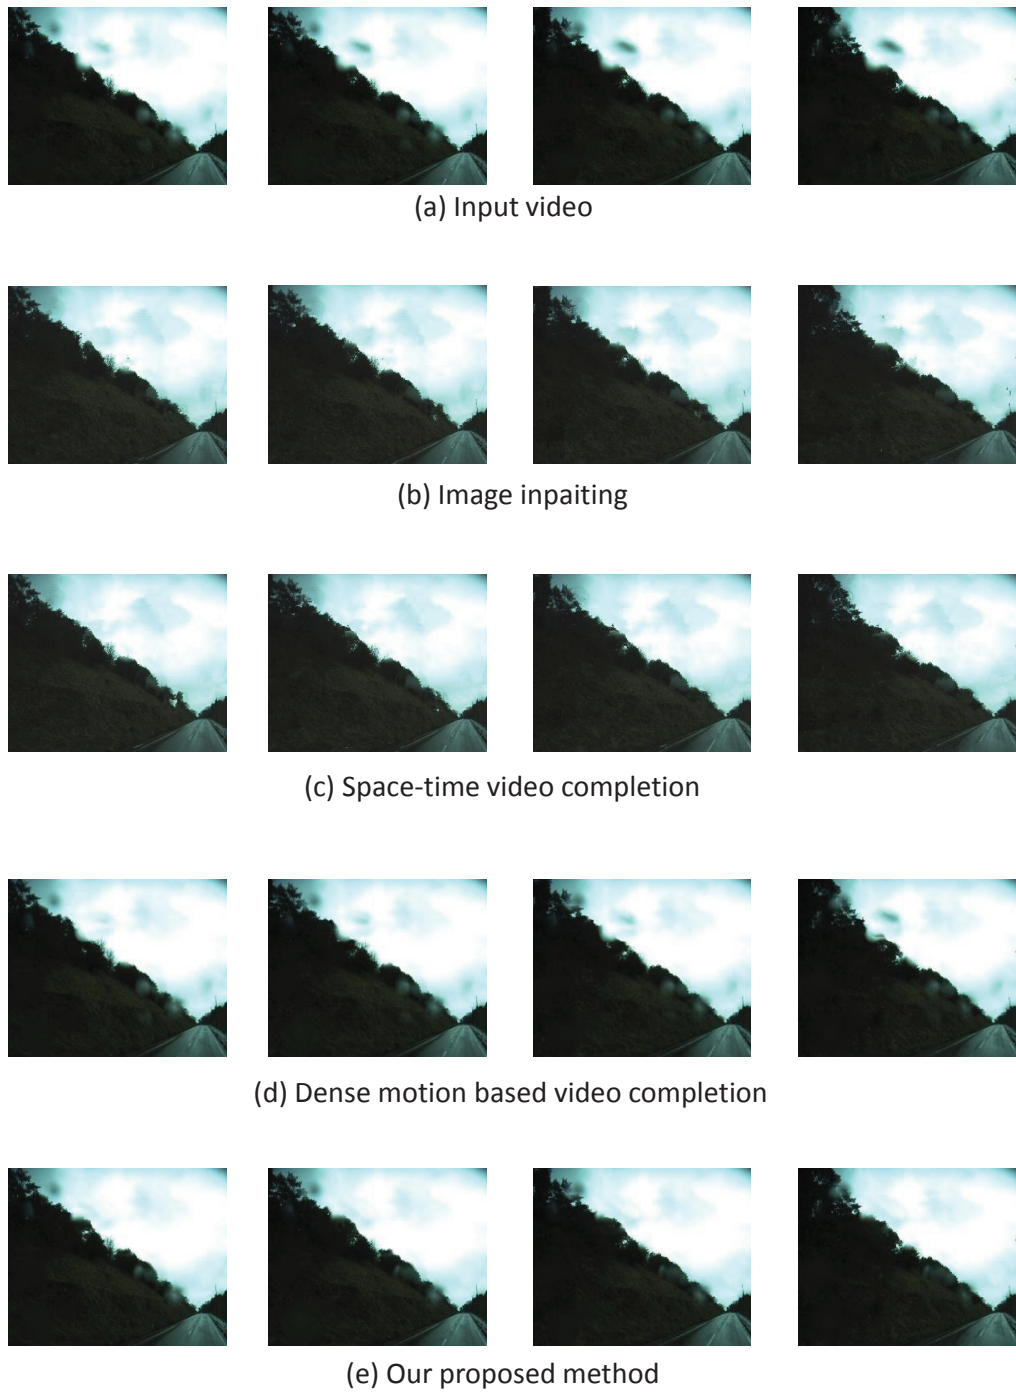 (a) Input video
(b) Image inpaiting
(c) Space-time video completion
(d) Dense motion based video completion
(e) Our proposed method